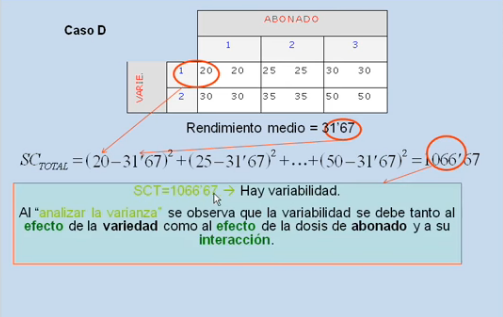 Caso D
ABONADO
1 2 3
VARIE. 1 20 20 25 25 30 30
2 30 30 35 35 50 50
Rendimiento medio = 31'67
SC_TOTAL = (20−31'67)² + (25−31'67)² + ... + (50−31'67)² = 1066'67
SCT=1066'67 → Hay variabilidad.
Al "analizar la varianza" se observa que la variabilidad se debe tanto al
efecto de la variedad como al efecto de la dosis de abonado y a su
interacción.